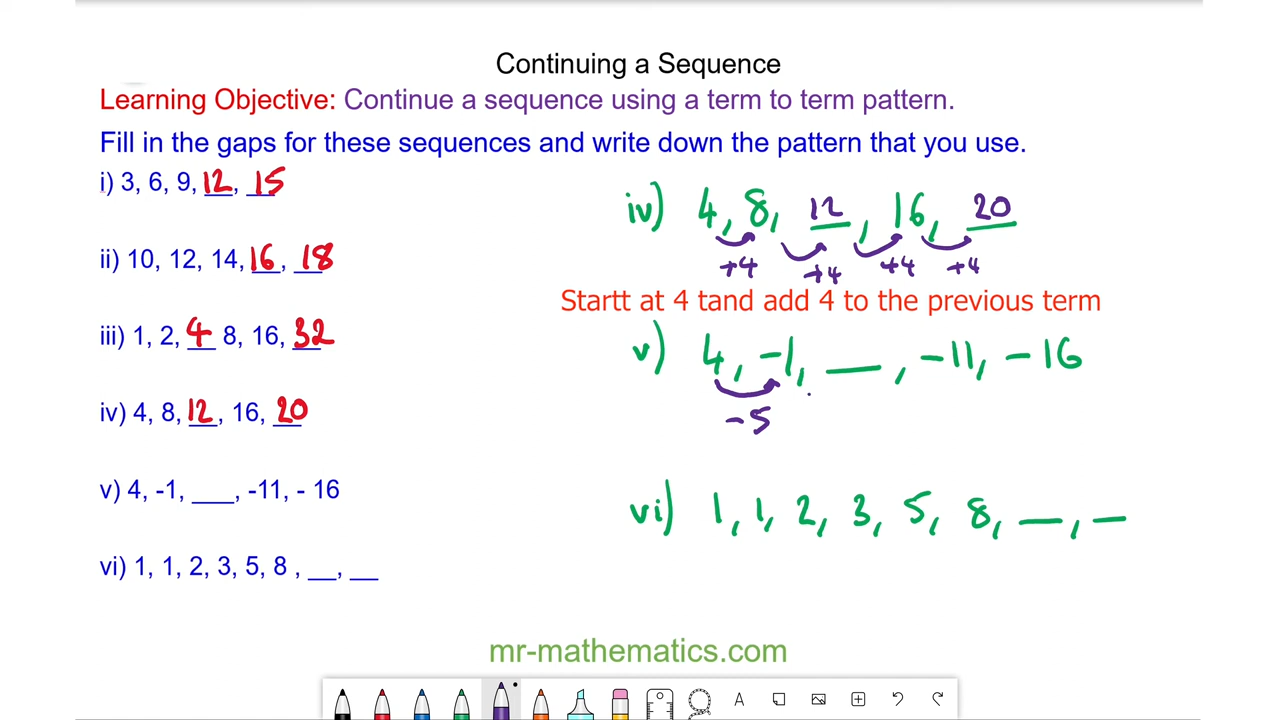 Continuing a Sequence
Learning Objective: Continue a sequence using a term to term pattern.
Fill in the gaps for these sequences and write down the pattern that you use.
i) 3, 6, 9, 12, 15
ii) 10, 12, 14, 16, 18
iii) 1, 2, 4 8, 16, 32
iv) 4, 8, 12, 16, 20
v) 4, -1, ___, -11, - 16
vi) 1, 1, 2, 3, 5, 8 , __, __
iv) 4, 8, 12, 16, 20
+4 +4 +4 +4
Startt at 4 tand add 4 to the previous term
v) 4, -1, ___, -11, -16
-5
vi) 1, 1, 2, 3, 5, 8, __, __
mr-mathematics.com
A